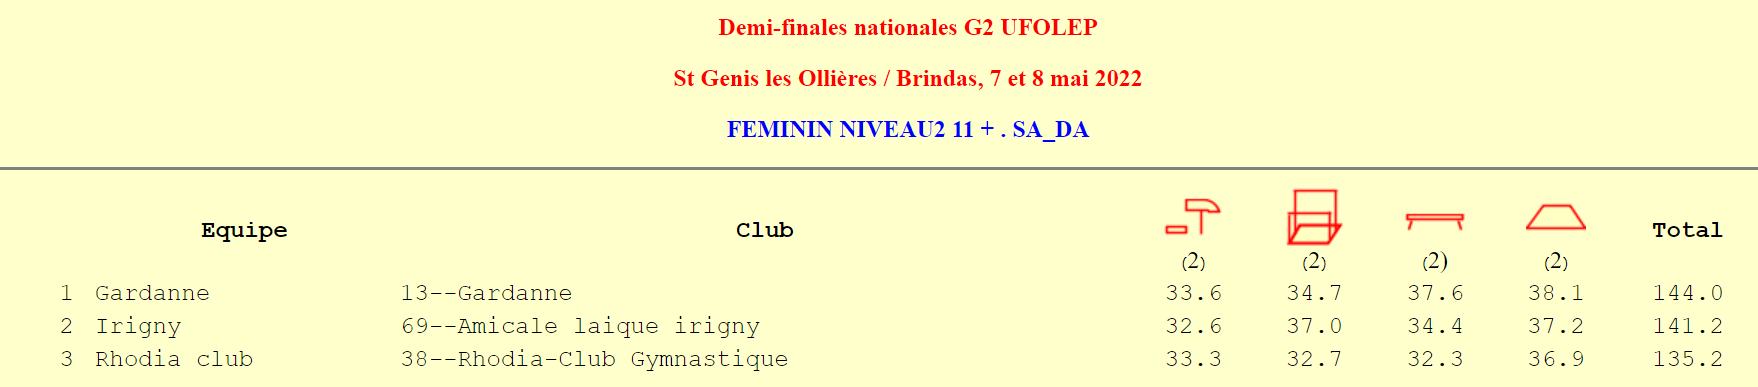 Demi-finales nationales G2 UFOLEP
St Genis les Ollières / Brindas, 7 et 8 mai 2022
FEMININ NIVEAU2 11 + . SA_DA
Equipe Club Total
(2) (2) (2) (2)
1 Gardanne 13--Gardanne 33.6 34.7 37.6 38.1 144.0
2 Irigny 69--Amicale laique irigny 32.6 37.0 34.4 37.2 141.2
3 Rhodia club 38--Rhodia-Club Gymnastique 33.3 32.7 32.3 36.9 135.2